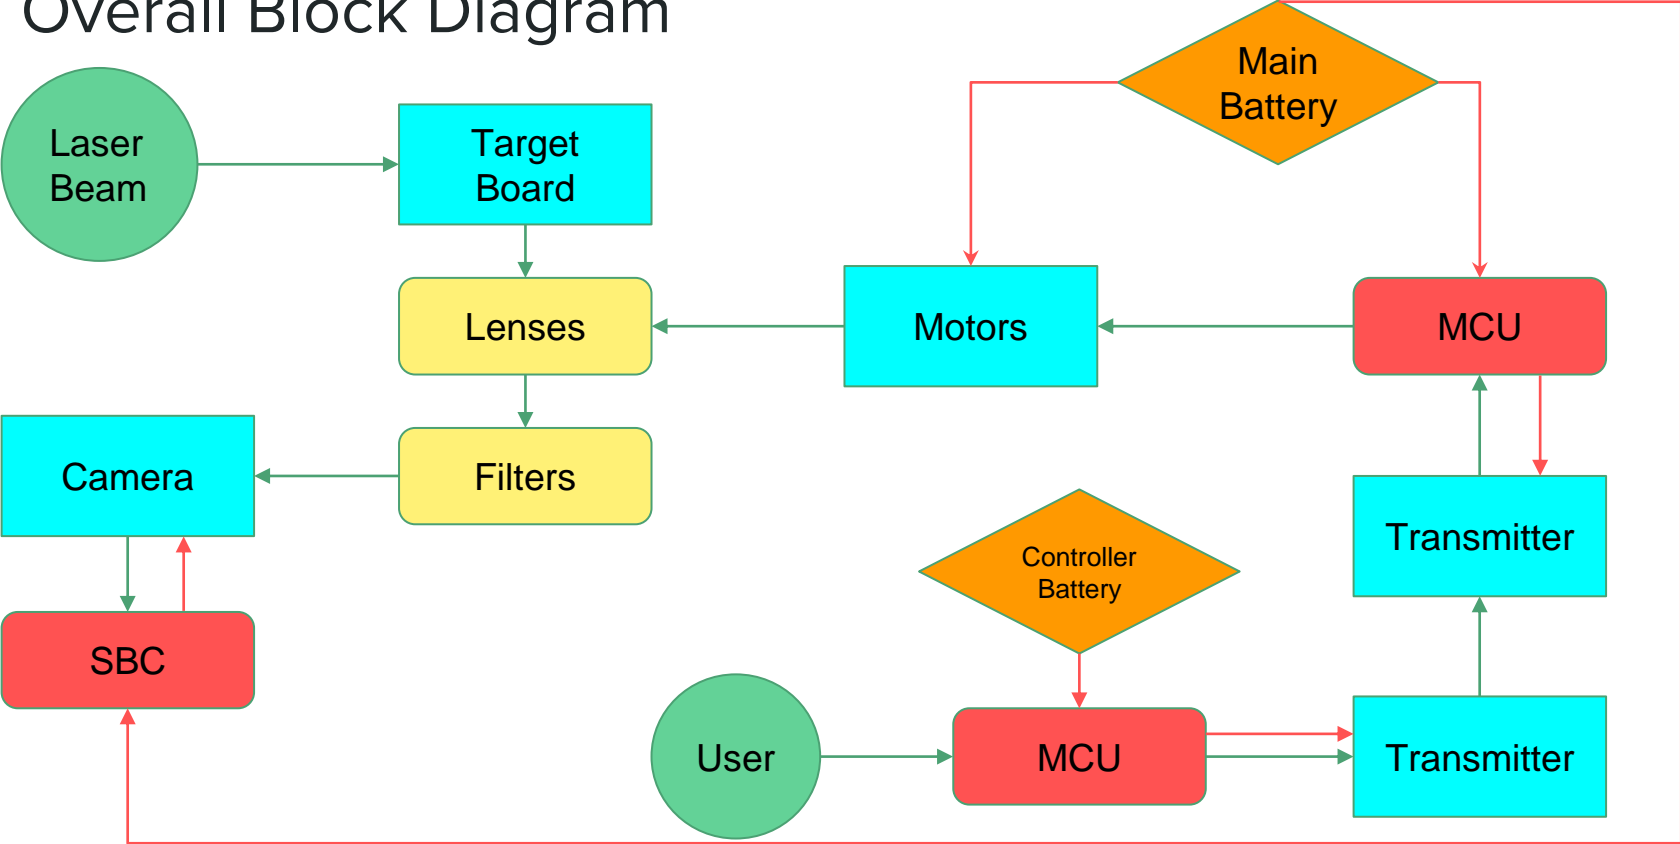 Overall Block Diagram
Laser
Beam
Target
Board
Main
Battery
Lenses
Motors
MCU
Camera
Filters
Controller
Battery
Transmitter
SBC
User
MCU
Transmitter